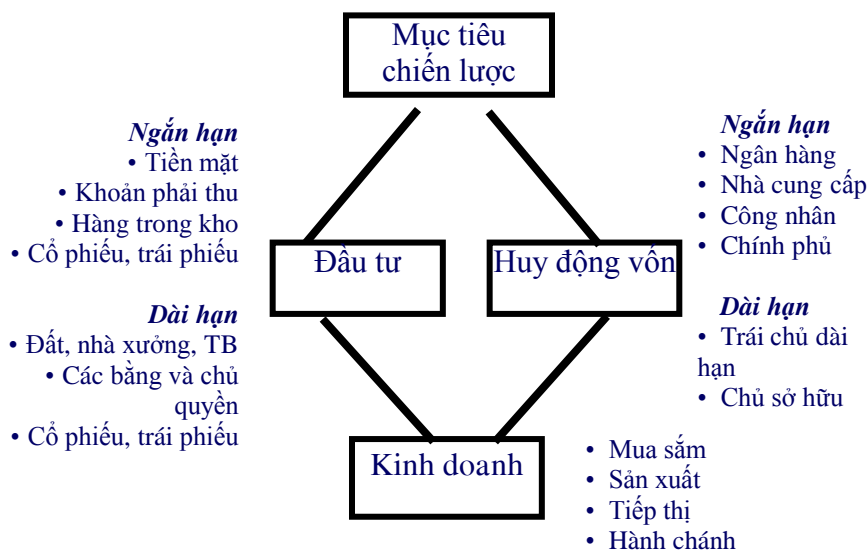 Mục tiêu
chiến lược
Ngắn hạn
• Tiền mặt
• Khoản phải thu
• Hàng trong kho
• Cổ phiếu, trái phiếu
Ngắn hạn
• Ngân hàng
• Nhà cung cấp
• Công nhân
• Chính phủ
Đầu tư
Huy động vốn
Dài hạn
• Đất, nhà xưởng, TB
• Các bằng và chủ
quyền
• Cổ phiếu, trái phiếu
Dài hạn
• Trái chủ dài
hạn
• Chủ sở hữu
Kinh doanh
• Mua sắm
• Sản xuất
• Tiếp thị
• Hành chánh